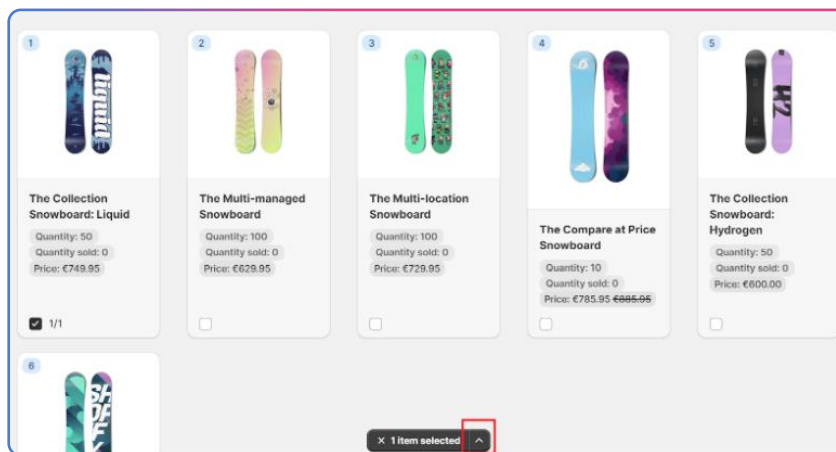 1
liquid
The Collection
Snowboard: Liquid
Quantity: 50
Quantity sold: 0
Price: €749.95
1/1
2
The Multi-managed
Snowboard
Quantity: 100
Quantity sold: 0
Price: €629.95
3
The Multi-location
Snowboard
Quantity: 100
Quantity sold: 0
Price: €729.95
4
The Compare at Price
Snowboard
Quantity: 10
Quantity sold: 0
Price: €785.95 €885.95
5
H2
The Collection
Snowboard:
Hydrogen
Quantity: 50
Quantity sold: 0
Price: €600.00
6
1 item selected